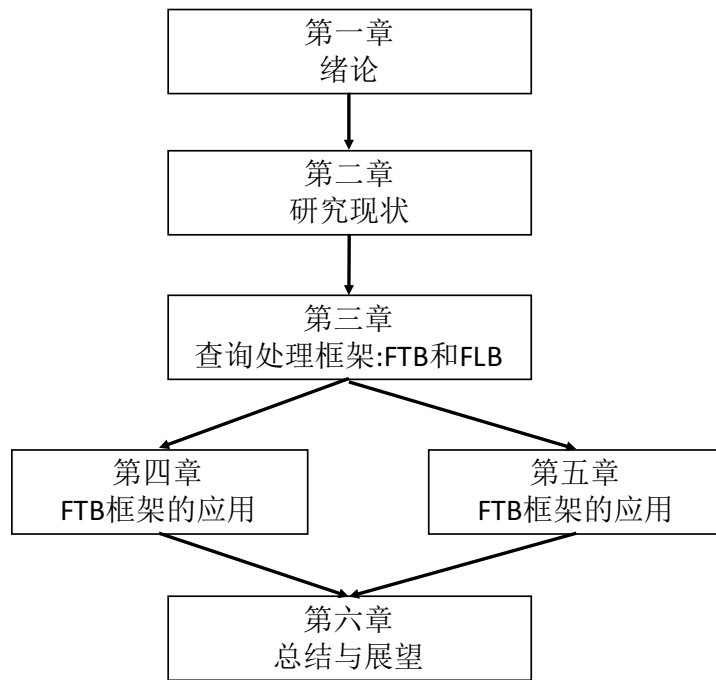 第一章
绪论
第二章
研究现状
第三章
查询处理框架:FTB和FLB
第四章
FTB框架的应用
第五章
FTB框架的应用
第六章
总结与展望